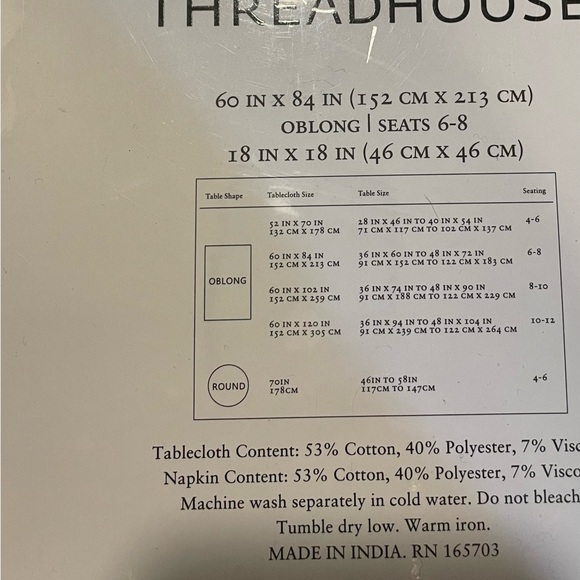 THREADHOUSE
60 IN X 84 IN (152 CM X 213 CM)
OBLONG | SEATS 6-8
18 IN X 18 IN (46 CM X 46 CM)
Table Shape Tablecloth Size Table Size Seating
52 IN X 70 IN 28 IN X 46 IN TO 40 IN X 54 IN 4-6
132 CM X 178 CM 71 CM X 117 CM TO 102 CM X 137 CM
60 IN X 84 IN 36 IN X 60 IN TO 48 IN X 72 IN 6-8
152 CM X 213 CM 91 CM X 152 CM TO 122 CM X 183 CM
OBLONG
60 IN X 102 IN 36 IN X 74 IN TO 48 IN X 90 IN 8-10
152 CM X 259 CM 91 CM X 188 CM TO 122 CM X 229 CM
60 IN X 120 IN 36 IN X 94 IN TO 48 IN X 104 IN 10-12
152 CM X 305 CM 91 CM X 239 CM TO 122 CM X 264 CM
ROUND 70IN 46IN TO 58IN 4-6
178CM 117CM TO 147CM
Tablecloth Content: 53% Cotton, 40% Polyester, 7% Visc
Napkin Content: 53% Cotton, 40% Polyester, 7% Visco
Machine wash separately in cold water. Do not bleach
Tumble dry low. Warm iron.
MADE IN INDIA. RN 165703